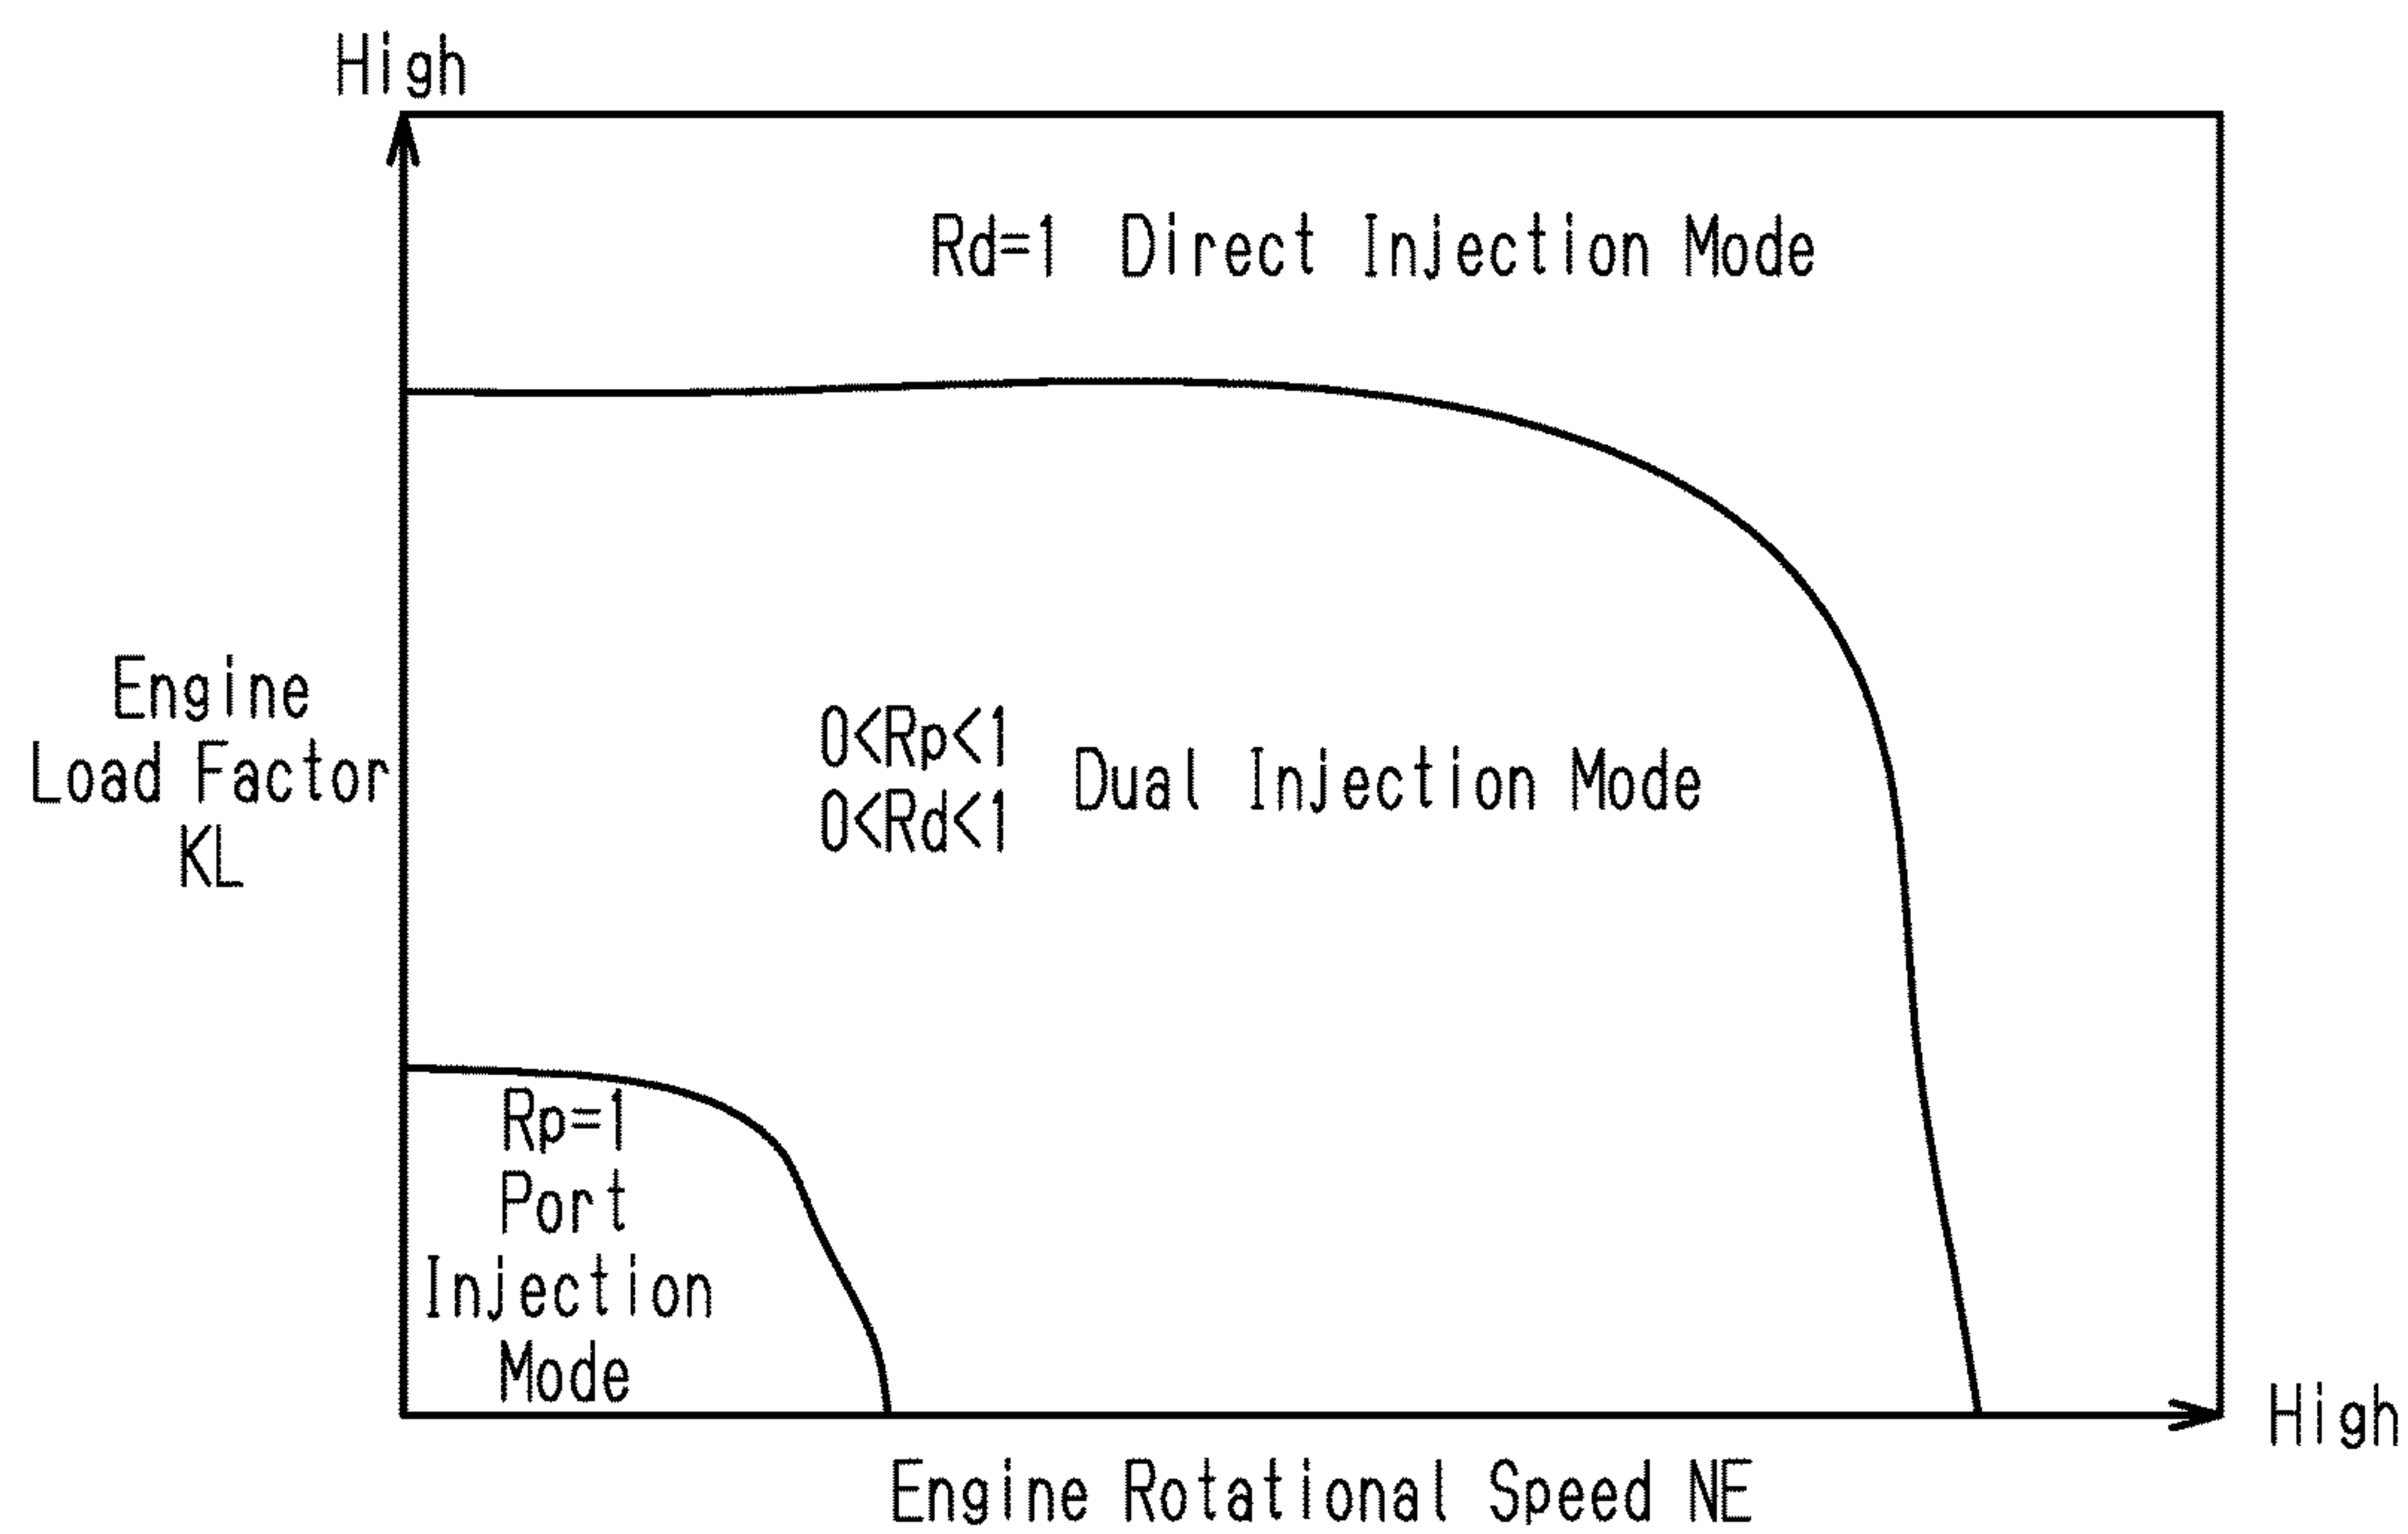 High
Rd=1 Direct Injection Mode
Engine
Load Factor
KL
0<Rp<1
0<Rd<1
Dual Injection Mode
Rp=1
Port
Injection
Mode
High
Engine Rotational Speed NE